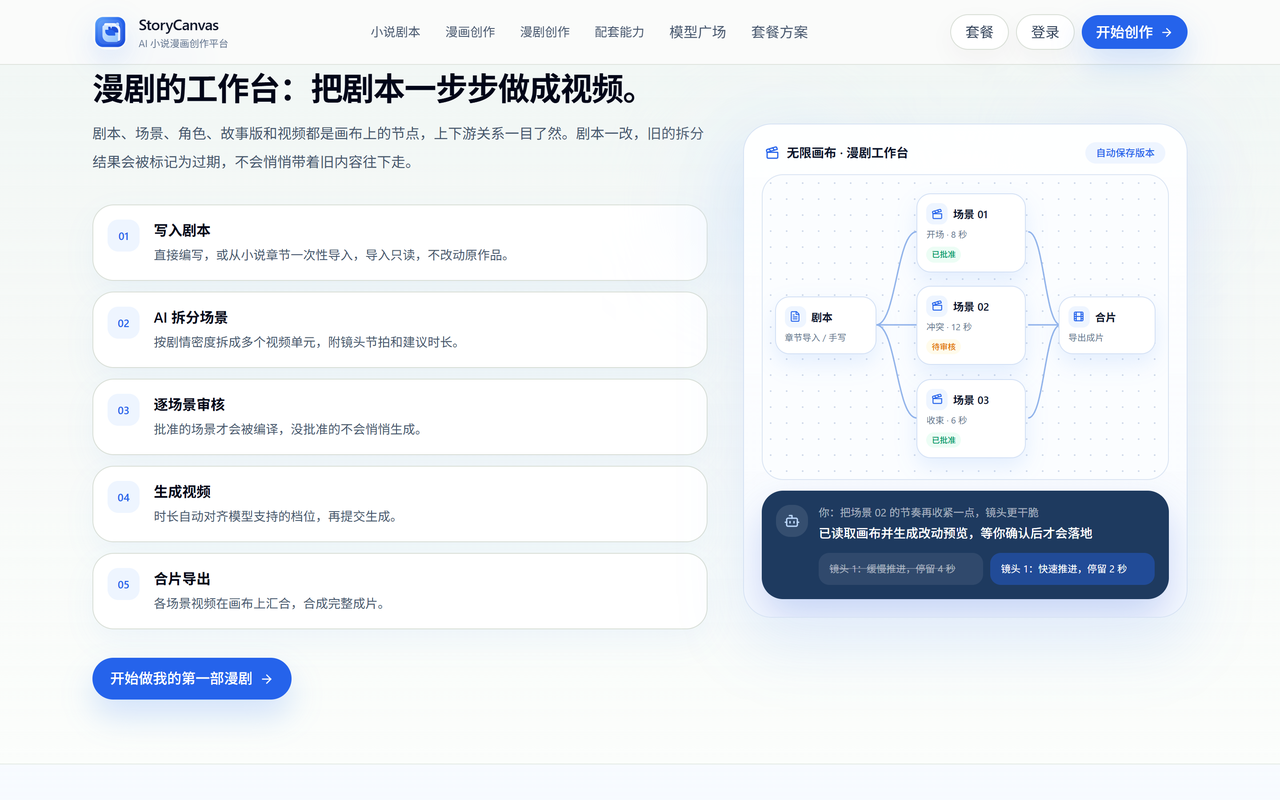 StoryCanvas
AI 小说漫画创作平台
小说剧本
漫画创作
漫剧创作
配套能力
模型广场
套餐方案
套餐
登录
开始创作 →
漫剧的工作台：把剧本一步步做成视频。
剧本、场景、角色、故事版和视频都是画布上的节点，上下游关系一目了然。剧本一改，旧的拆分
结果会被标记为过期，不会悄悄带着旧内容往下走。
01
写入剧本
直接编写，或从小说章节一次性导入，导入只读，不改动原作品。
02
AI 拆分场景
按剧情密度拆成多个视频单元，附镜头节拍和建议时长。
03
逐场景审核
批准的场景才会被编译，没批准的不会悄悄生成。
04
生成视频
时长自动对齐模型支持的档位，再提交生成。
05
合片导出
各场景视频在画布上汇合，合成完整成片。
开始做我的第一部漫剧 →
无限画布 · 漫剧工作台
自动保存版本
剧本
章节导入 / 手写
场景 01
开场 · 8 秒
已批准
场景 02
冲突 · 12 秒
待审核
场景 03
收束 · 6 秒
已批准
合片
导出成片
你：把场景 02 的节奏再收紧一点，镜头更干脆
已读取画布并生成改动预览，等你确认后才会落地
镜头 1：缓慢推进，停留 4 秒
镜头 1：快速推进，停留 2 秒